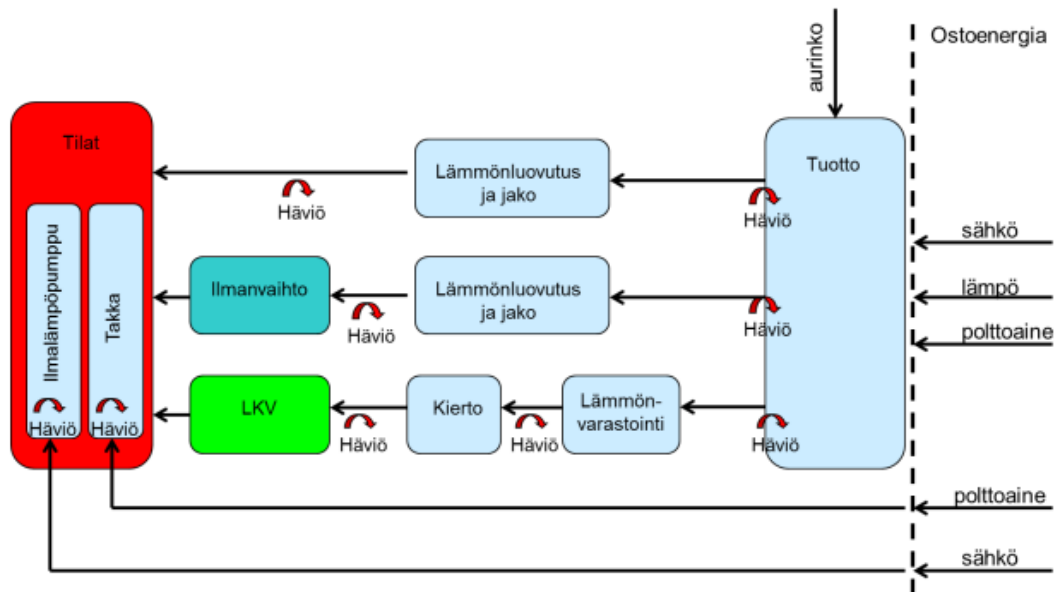 Ostoenergia
aurinko
Tilat
Lämmönluovutus
ja jako
Tuotto
Häviö
Häviö
sähkö
Ilmalämpöpumppu
Takka
Ilmanvaihto
Lämmönluovutus
ja jako
lämpö
Häviö
Häviö
polttoaine
LKV
Kierto
Lämmön-
varastointi
Häviö
Häviö
Häviö
Häviö
Häviö
polttoaine
sähkö